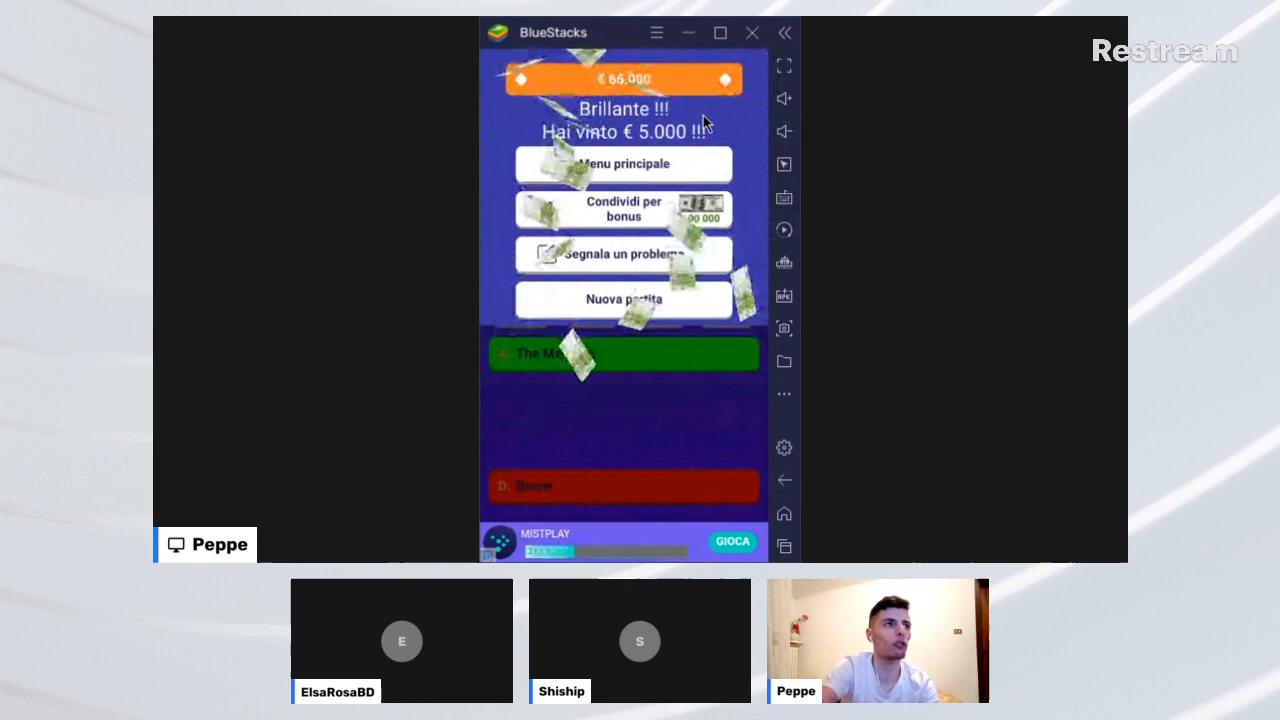 BlueStacks
Restream
€ 66.000
Brillante !!!
Hai vinto € 5.000 !!!
Menu principale
Condividi per
bonus
Segnala un problema
Nuova partita
The
D:
MISTPLAY
GIOCA
Peppe
E
S
ElsaRosaBD
Shiship
Peppe